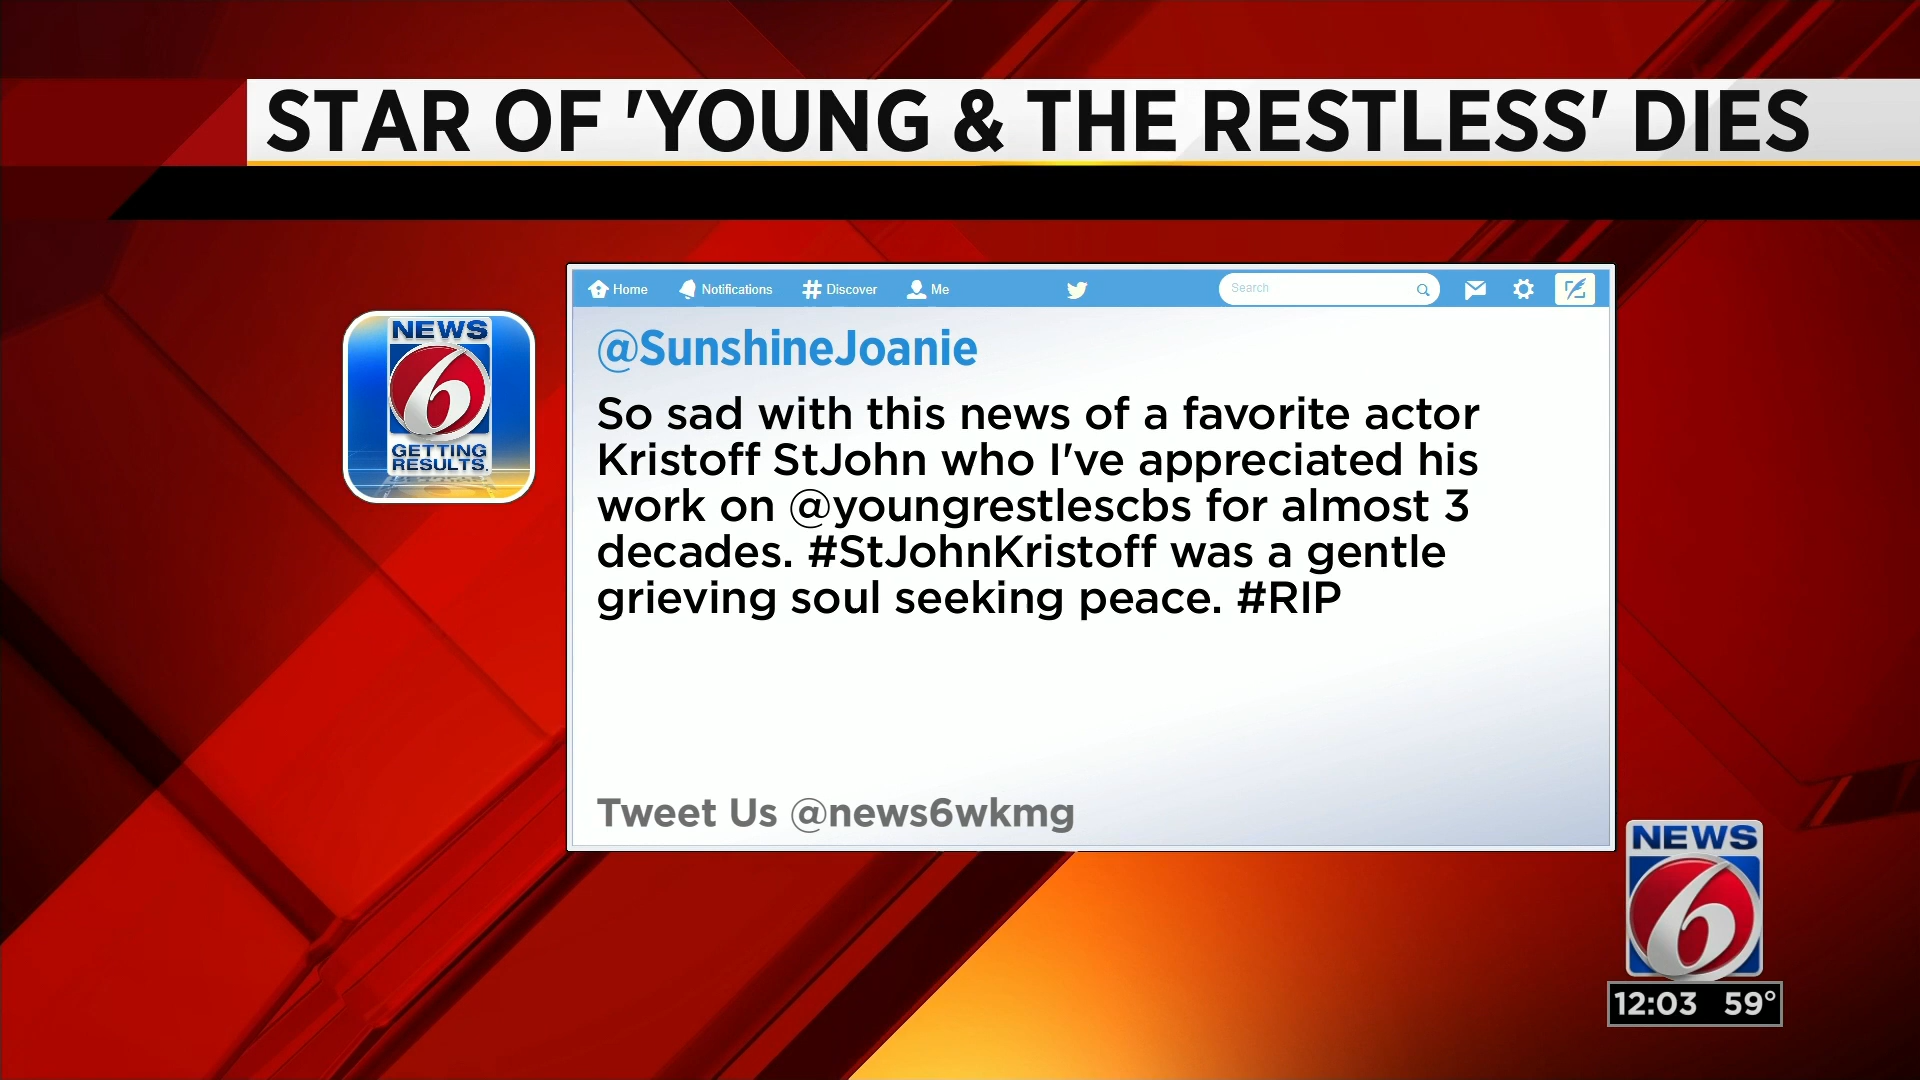 STAR OF 'YOUNG & THE RESTLESS' DIES
Home Notifications Discover Me Search
NEWS
6
GETTING
RESULTS.
@SunshineJoanie
So sad with this news of a favorite actor
Kristoff StJohn who I've appreciated his
work on @youngrestlescbs for almost 3
decades. #StJohnKristoff was a gentle
grieving soul seeking peace. #RIP
Tweet Us @news6wkmg
NEWS
6
12:03 59°